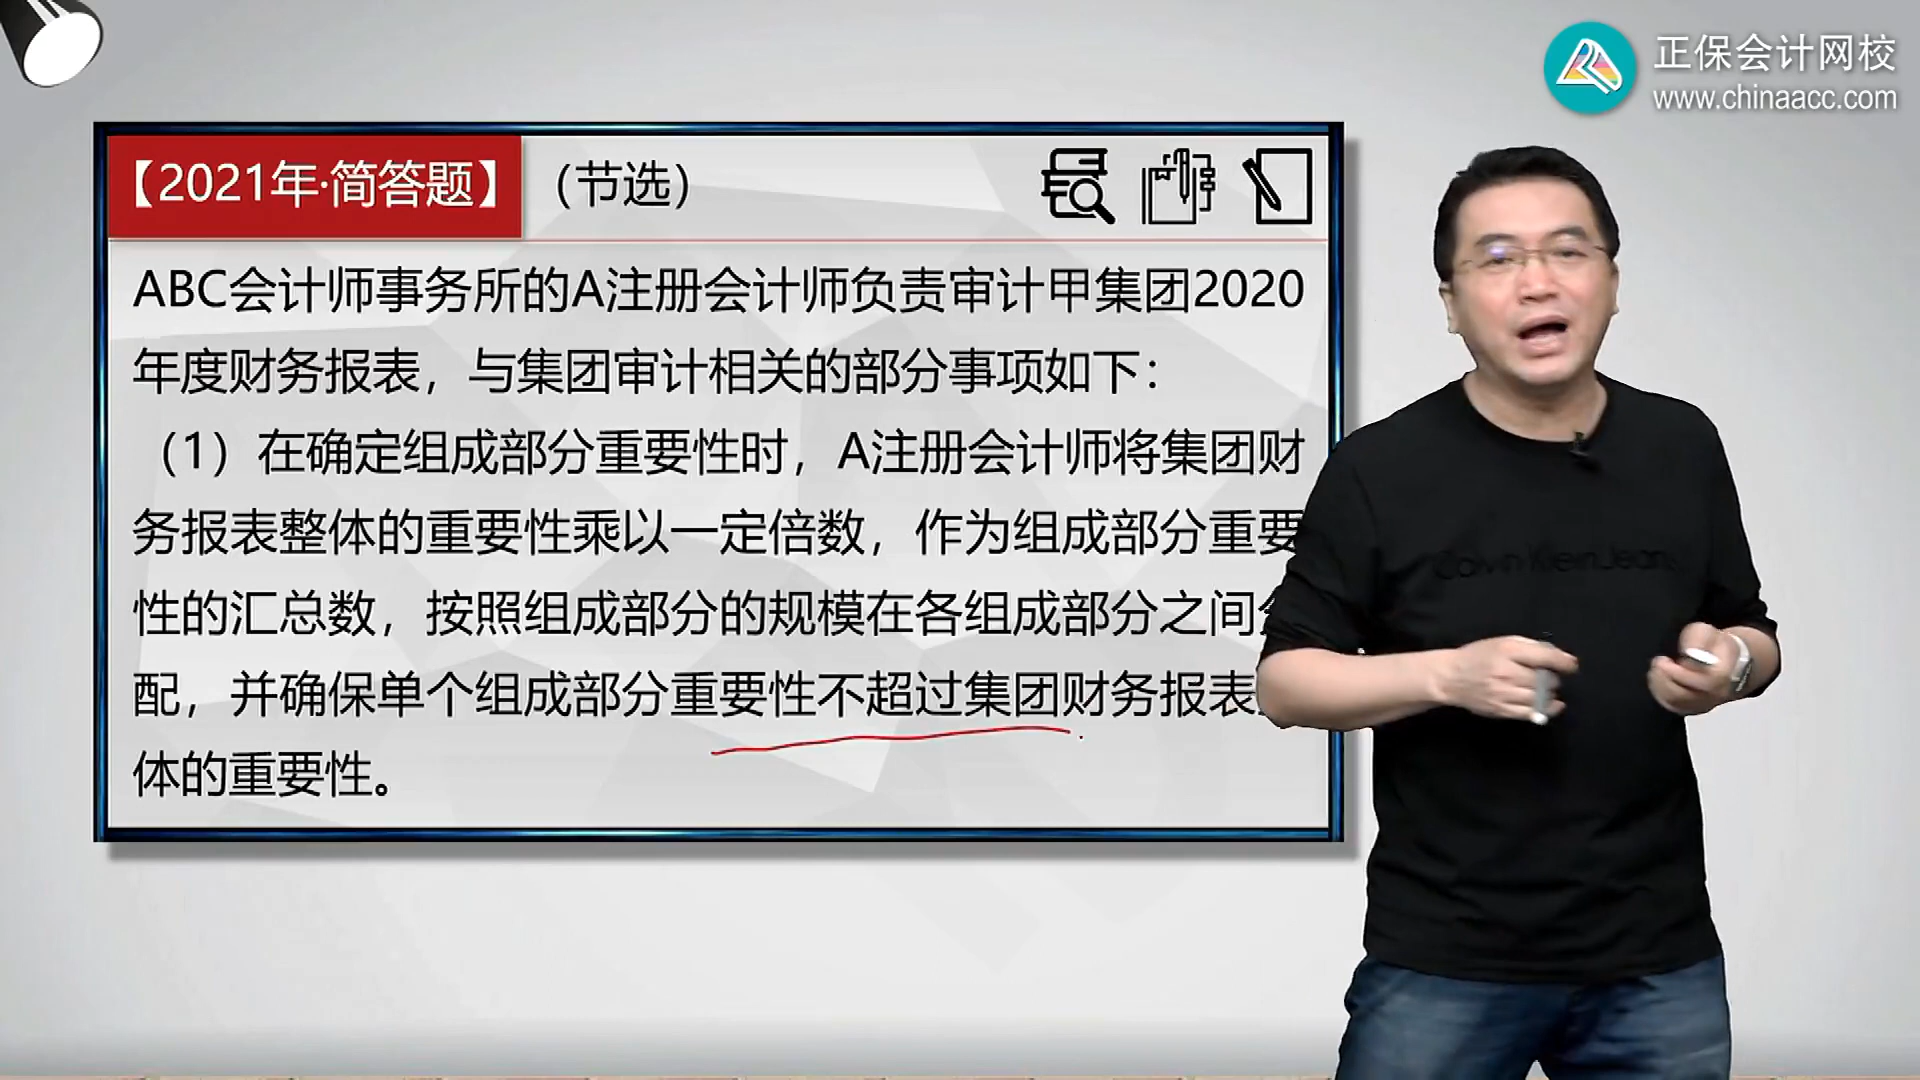 正保会计网校
www.chinaacc.com
【2021年·简答题】（节选）
ABC会计师事务所的A注册会计师负责审计甲集团2020
年度财务报表，与集团审计相关的部分事项如下：
（1）在确定组成部分重要性时，A注册会计师将集团财
务报表整体的重要性乘以一定倍数，作为组成部分重要
性的汇总数，按照组成部分的规模在各组成部分之间分
配，并确保单个组成部分重要性不超过集团财务报表
体的重要性。
Calvin Klein Jeans